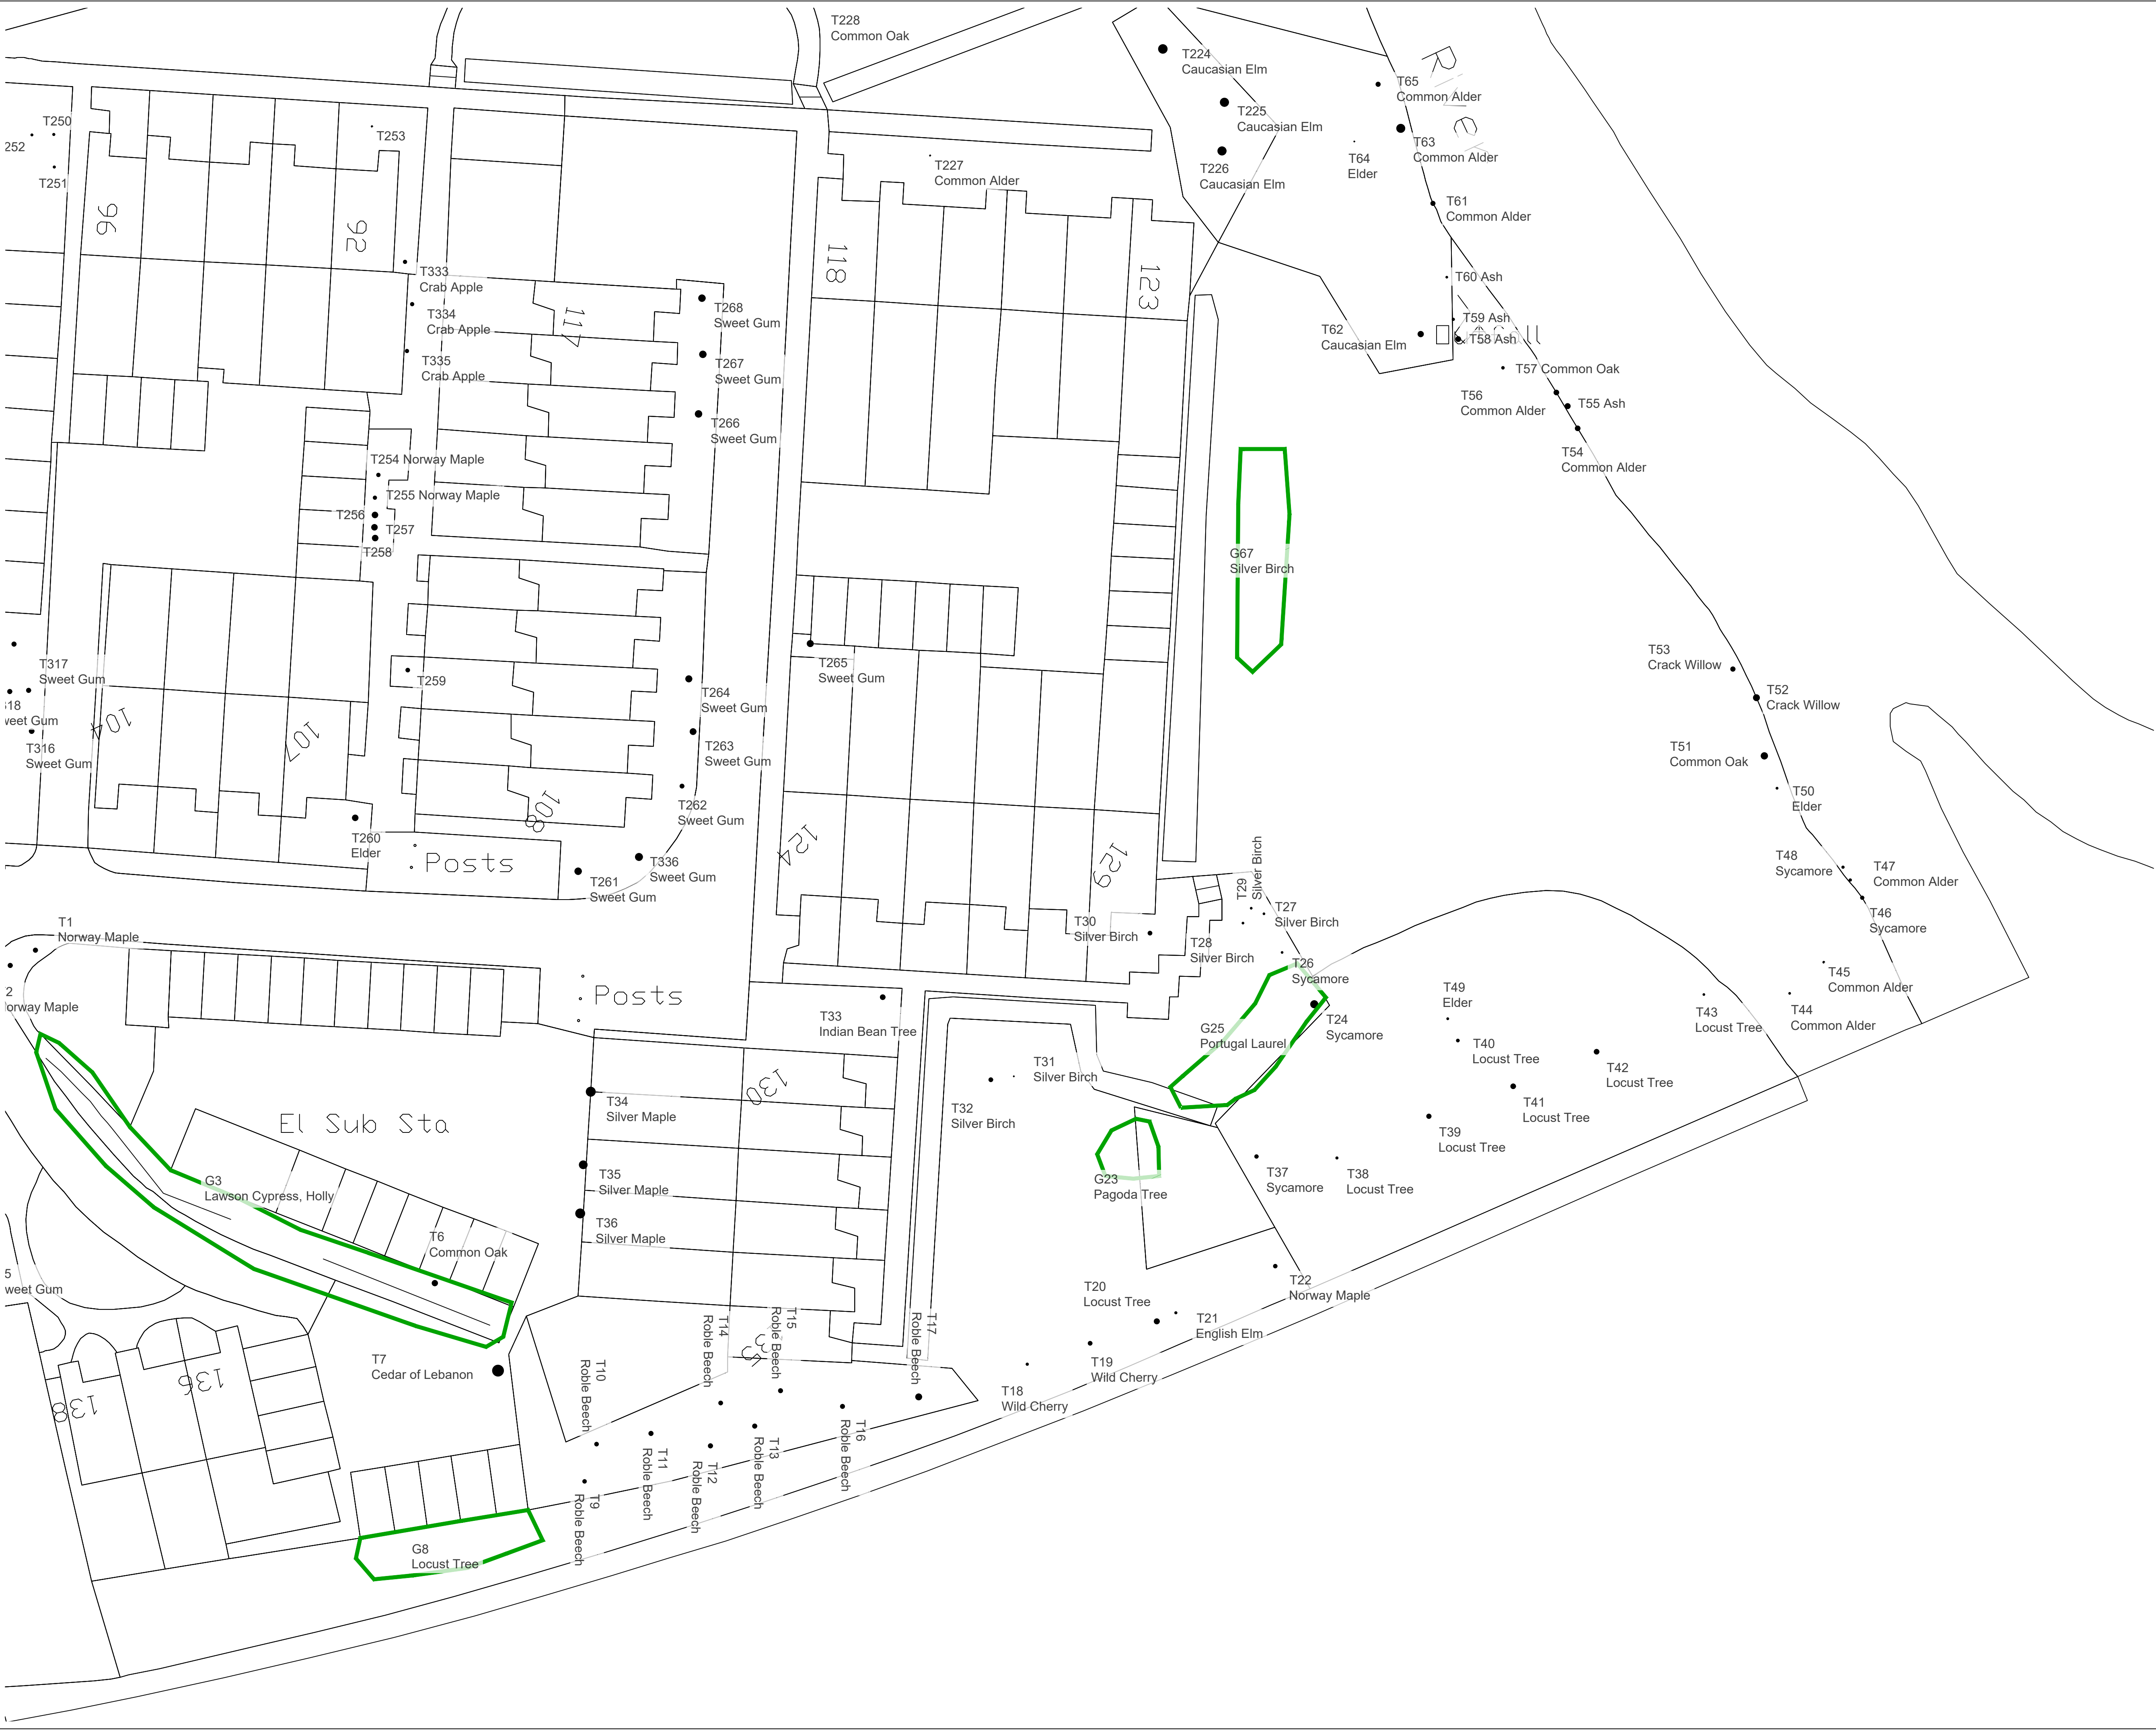 T228
Common Oak
T224
Caucasian Elm
T225
Caucasian Elm
T226
Caucasian Elm
T65
Common Alder
T63
Common Alder
T64
Elder
T61
Common Alder
T60 Ash
T59 Ash
T58 Ash
T62
Caucasian Elm
T57 Common Oak
T56
Common Alder
T55 Ash
T54
Common Alder
T250
252
T251
T253
96
92
T227
Common Alder
118
123
T333
Crab Apple
T334
Crab Apple
T335
Crab Apple
117
T268
Sweet Gum
T267
Sweet Gum
T266
Sweet Gum
T254 Norway Maple
T255 Norway Maple
T256
T257
T258
G67
Silver Birch
T317
Sweet Gum
318
weet Gum
T316
Sweet Gum
104
107
T259
T265
Sweet Gum
T264
Sweet Gum
T263
Sweet Gum
T262
Sweet Gum
108
T260
Elder
Posts
T336
Sweet Gum
T261
Sweet Gum
124
129
T53
Crack Willow
T52
Crack Willow
T51
Common Oak
T50
Elder
T48
Sycamore
T47
Common Alder
T46
Sycamore
T45
Common Alder
T44
Common Alder
T43
Locust Tree
T29
Silver Birch
T27
Silver Birch
T30
Silver Birch
T28
Silver Birch
T26
Sycamore
T24
Sycamore
G25
Portugal Laurel
T49
Elder
T40
Locust Tree
T42
Locust Tree
T41
Locust Tree
T39
Locust Tree
T38
Locust Tree
T37
Sycamore
T1
Norway Maple
2
orway Maple
Posts
T33
Indian Bean Tree
T31
Silver Birch
T32
Silver Birch
130
T34
Silver Maple
T35
Silver Maple
T36
Silver Maple
El Sub Sta
G3
Lawson Cypress, Holly
T6
Common Oak
G23
Pagoda Tree
5
weet Gum
T7
Cedar of Lebanon
138
136
T22
Norway Maple
T20
Locust Tree
T21
English Elm
T19
Wild Cherry
T18
Wild Cherry
T17
Roble Beech
T15
Roble Beech
T14
Roble Beech
T10
Roble Beech
T16
Roble Beech
T13
Roble Beech
T12
Roble Beech
T11
Roble Beech
T9
Roble Beech
G8
Locust Tree